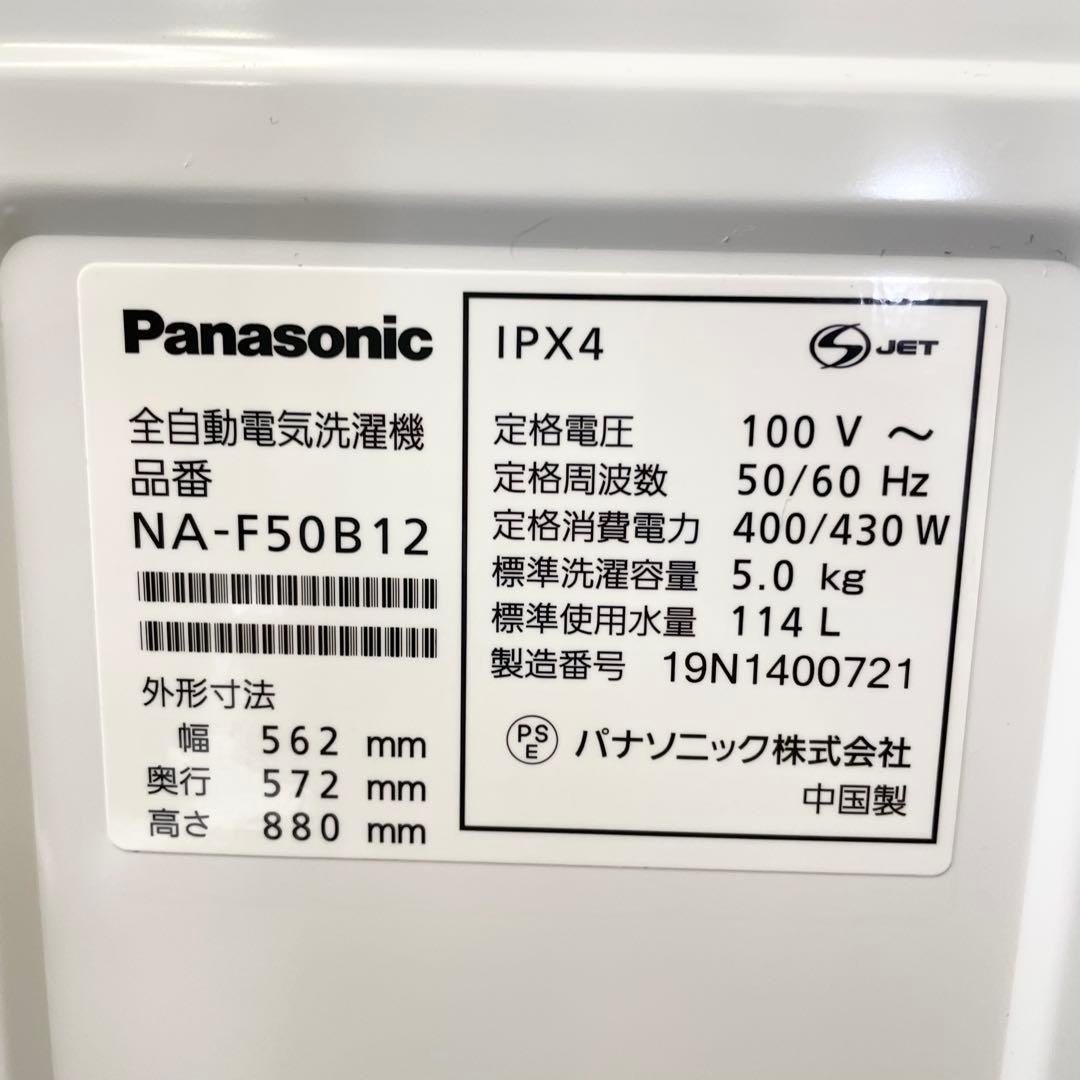 Panasonic
全自動電気洗濯機
品番
NA-F50B12
外形寸法
幅 562 mm
奥行 572 mm
高さ 880 mm
IPX4
S JET
定格電圧 100 V ～
定格周波数 50/60 Hz
定格消費電力 400/430 W
標準洗濯容量 5.0 kg
標準使用水量 114 L
製造番号 19N1400721
PS
E
パナソニック株式会社
中国製